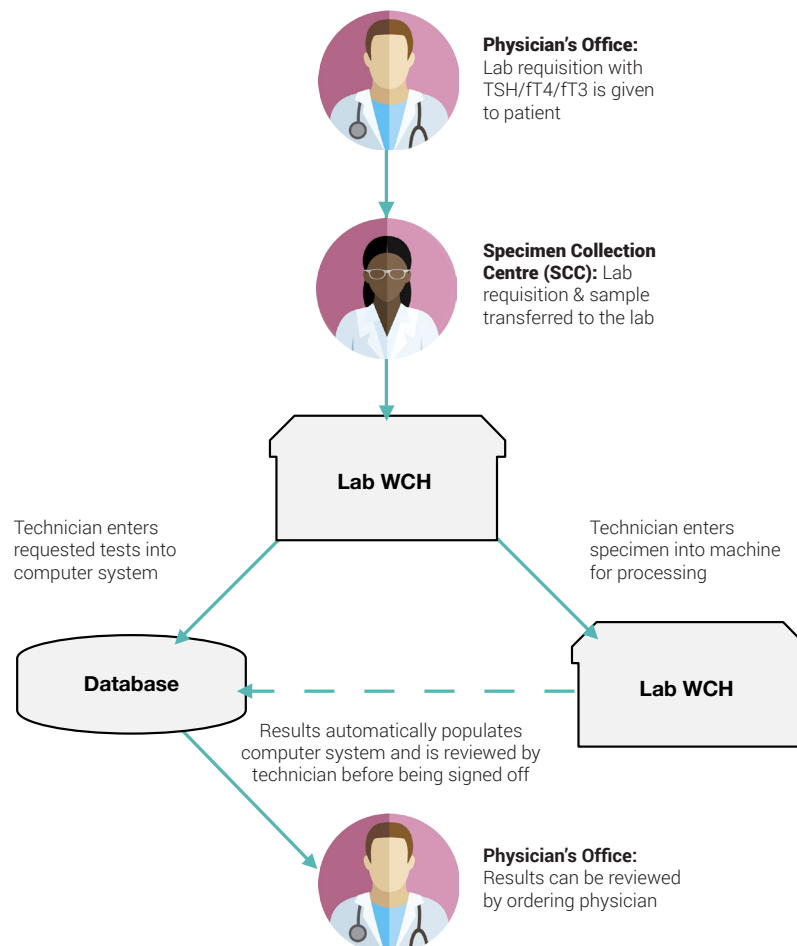 Physician's Office:
Lab requisition with
TSH/fT4/fT3 is given
to patient
Specimen Collection
Centre (SCC): Lab
requisition & sample
transferred to the lab
Lab WCH
Technician enters
requested tests into
computer system
Technician enters
specimen into machine
for processing
Database
Lab WCH
Results automatically populates
computer system and is reviewed by
technician before being signed off
Physician's Office:
Results can be reviewed
by ordering physician